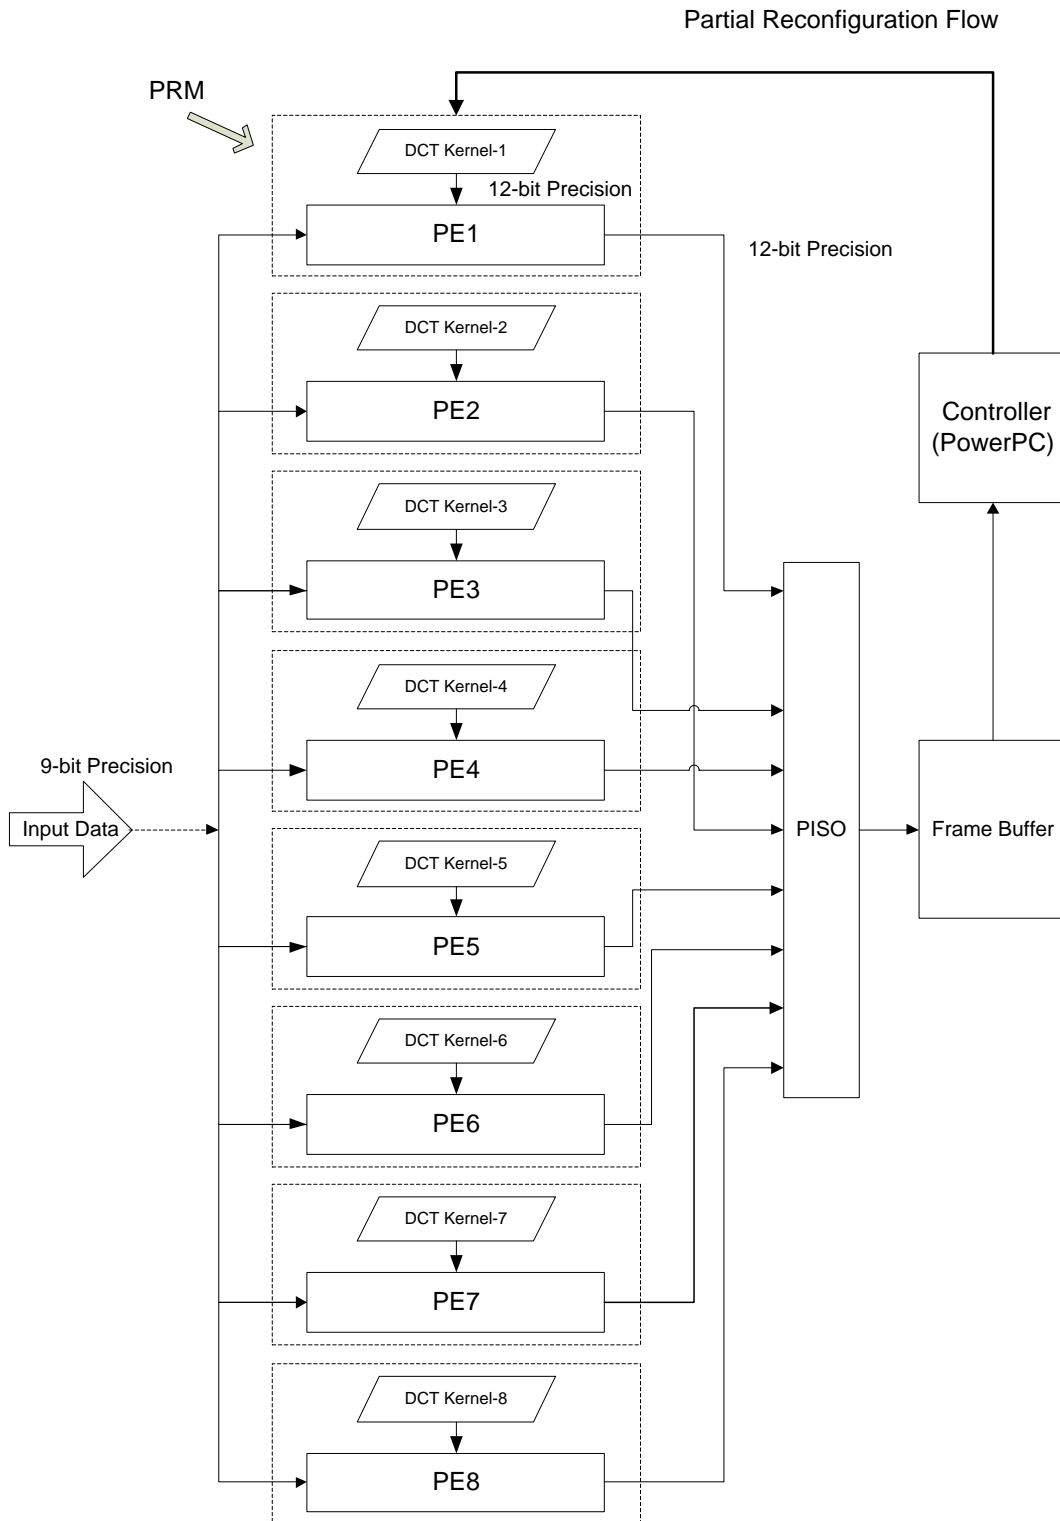 Partial Reconfiguration Flow
PRM
DCT Kernel-1
12-bit Precision
PE1
12-bit Precision
DCT Kernel-2
PE2
Controller
(PowerPC)
DCT Kernel-3
PE3
DCT Kernel-4
PE4
9-bit Precision
Input Data
PISO
Frame Buffer
DCT Kernel-5
PE5
DCT Kernel-6
PE6
DCT Kernel-7
PE7
DCT Kernel-8
PE8